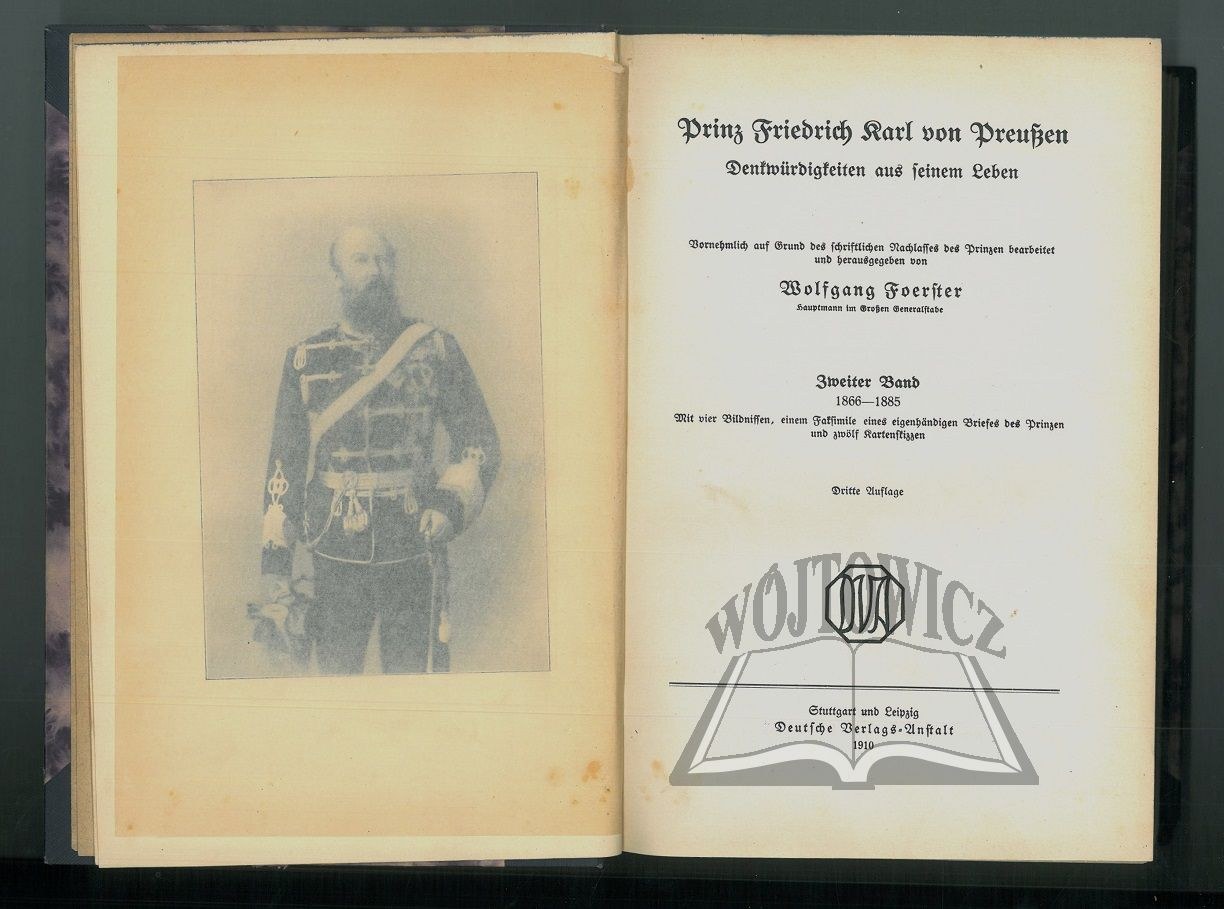 Prinz Friedrich Karl von Preußen
Denkwürdigkeiten aus seinem Leben
Vornehmlich auf Grund des schriftlichen Nachlasses des Prinzen bearbeitet
und herausgegeben von
Wolfgang Foerster
Hauptmann im Großen Generalstabe
Zweiter Band
1866—1885
Mit vier Bildnissen, einem Faksimile eines eigenhändigen Briefes des Prinzen
und zwölf Kartenskizzen
Dritte Auflage
DVA
WÓJTOWICZ
Stuttgart und Leipzig
Deutsche Verlags-Anstalt
1910